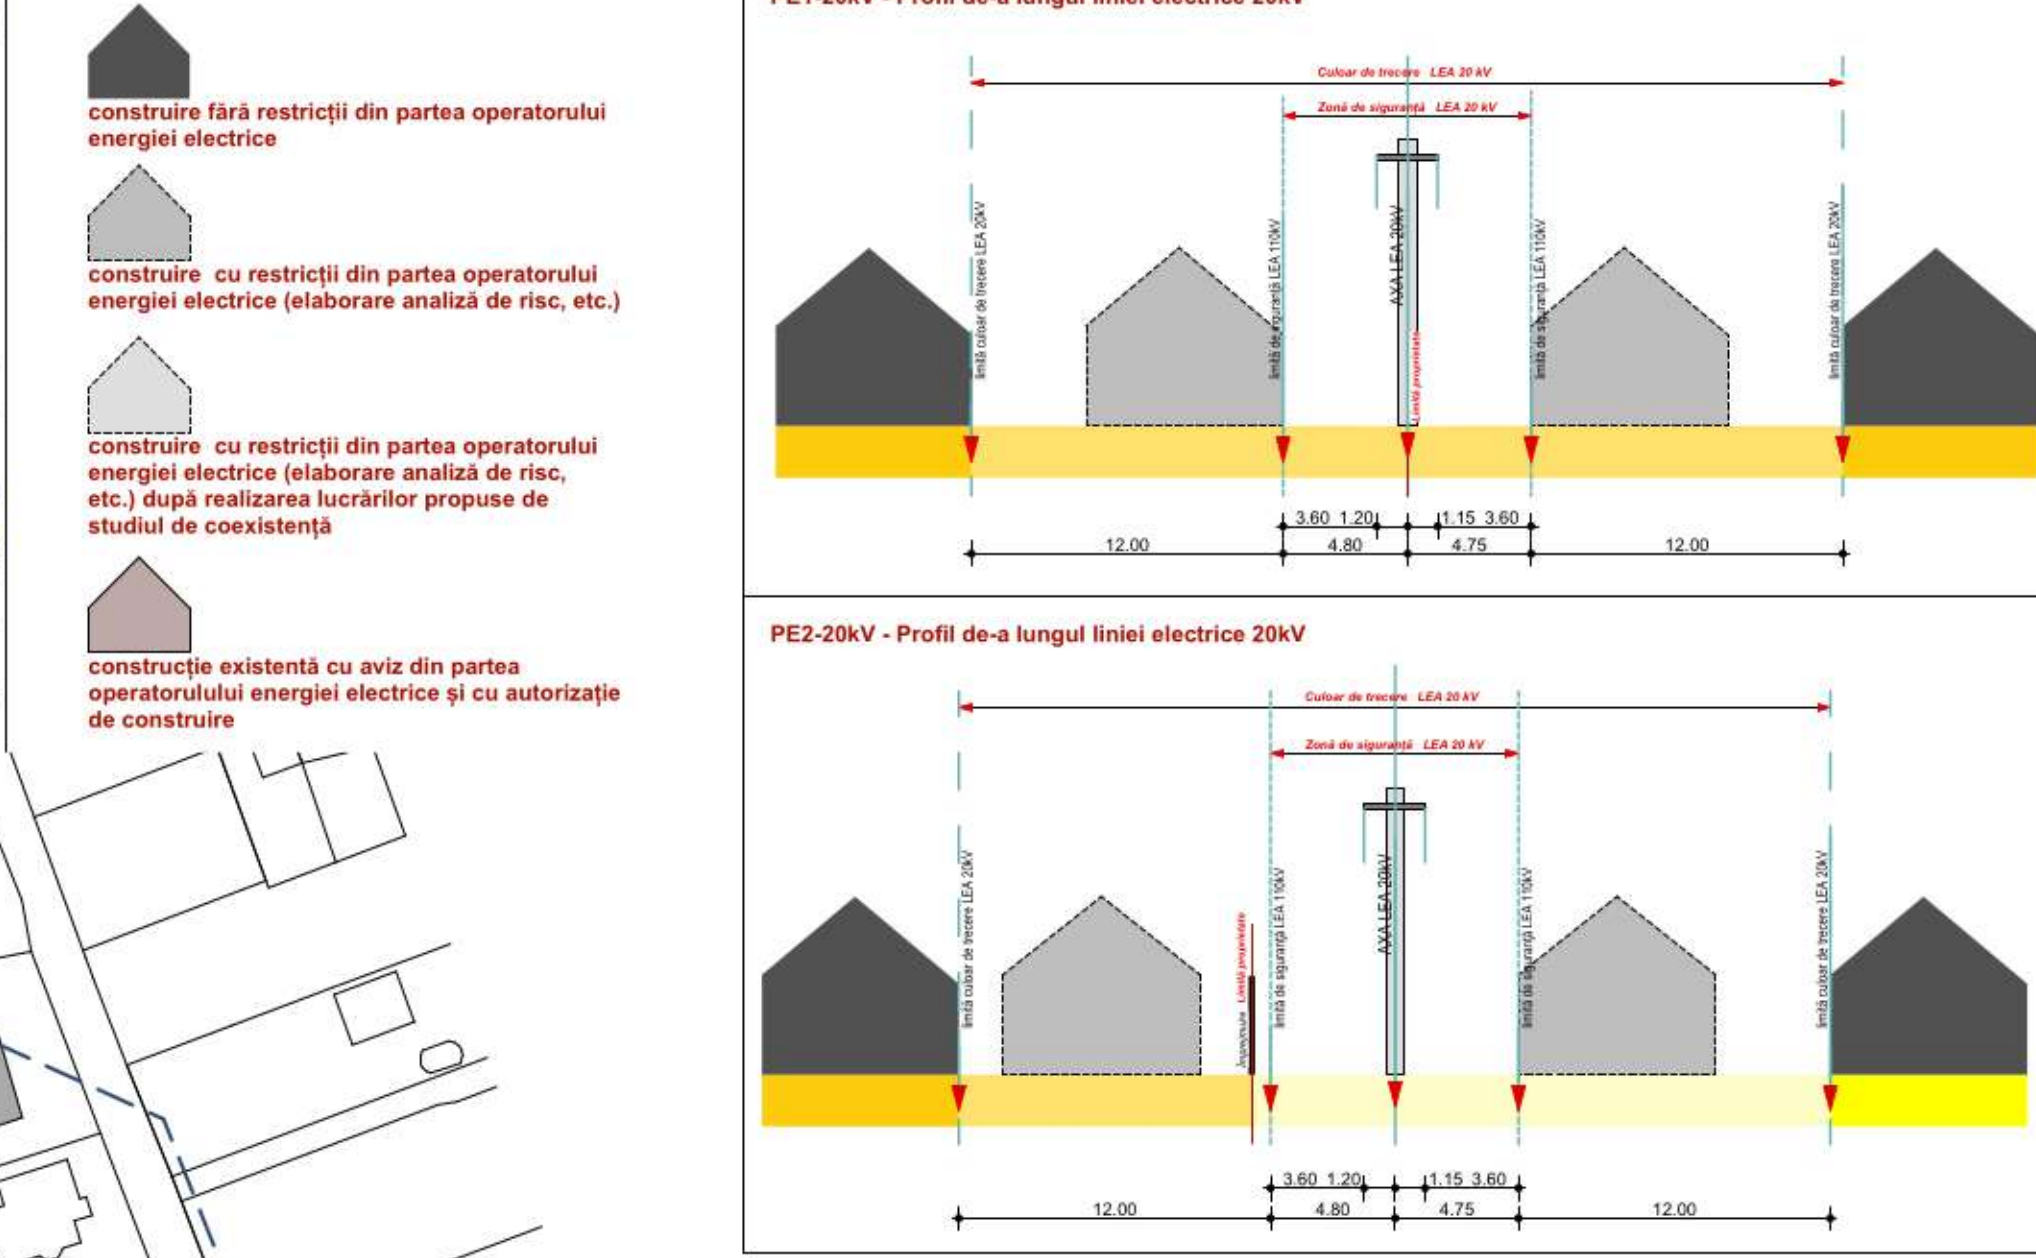 construire fără restricții din partea operatorului
energiei electrice
construire cu restricții din partea operatorului
energiei electrice (elaborare analiză de risc, etc.)
construire cu restricții din partea operatorului
energiei electrice (elaborare analiză de risc,
etc.) după realizarea lucrărilor propuse de
studiul de coexistență
construcție existentă cu aviz din partea
operatorulului energiei electrice și cu autorizație
de construire
PE1-20kV - Profil de-a lungul liniei electrice 20kV
Culoar de trecere LEA 20 kV
Zonă de siguranță LEA 20 kV
limită culoar de trecere LEA 20kV
limită de siguranță LEA 110kV
AXA LEA 20kV
Limită proprietate
limită de siguranță LEA 110kV
limită culoar de trecere LEA 20kV
3.60 1.20 1.15 3.60
12.00 4.80 4.75 12.00
PE2-20kV - Profil de-a lungul liniei electrice 20kV
Culoar de trecere LEA 20 kV
Zonă de siguranță LEA 20 kV
limită culoar de trecere LEA 20kV
Împrejmuire Limită proprietate
limită de siguranță LEA 110kV
AXA LEA 20kV
limită de siguranță LEA 110kV
limită culoar de trecere LEA 20kV
3.60 1.20 1.15 3.60
12.00 4.80 4.75 12.00